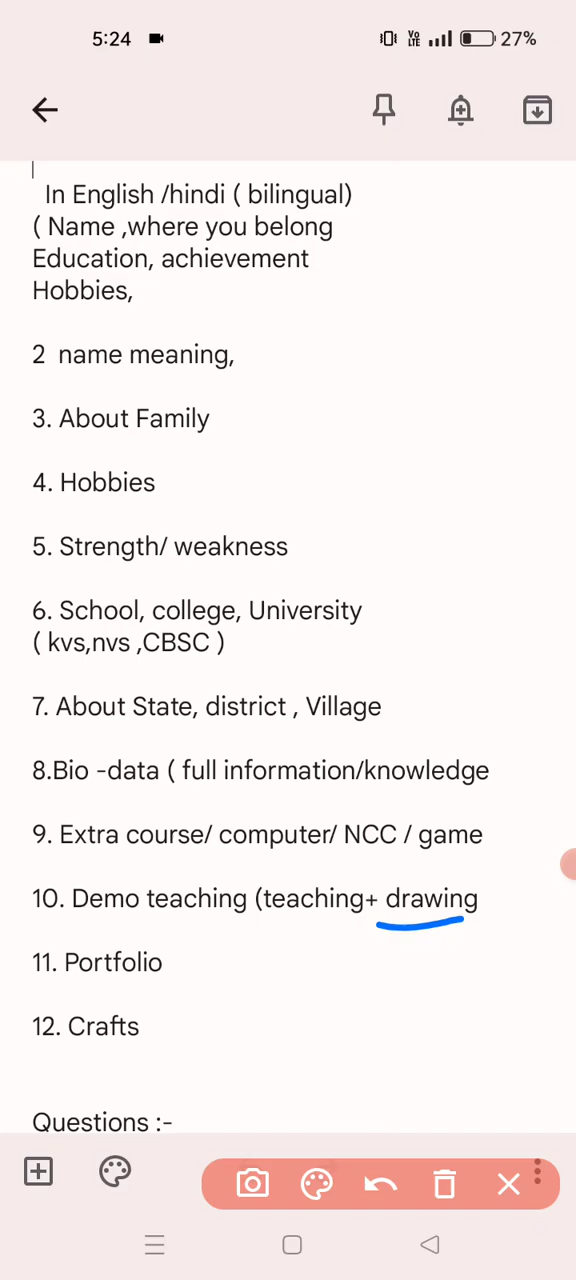 5:24
Vo LTE 27%
In English /hindi ( bilingual)
( Name ,where you belong
Education, achievement
Hobbies,
2 name meaning,
3. About Family
4. Hobbies
5. Strength/ weakness
6. School, college, University
( kvs,nvs ,CBSC )
7. About State, district , Village
8.Bio -data ( full information/knowledge
9. Extra course/ computer/ NCC / game
10. Demo teaching (teaching+ drawing
11. Portfolio
12. Crafts
Questions :-